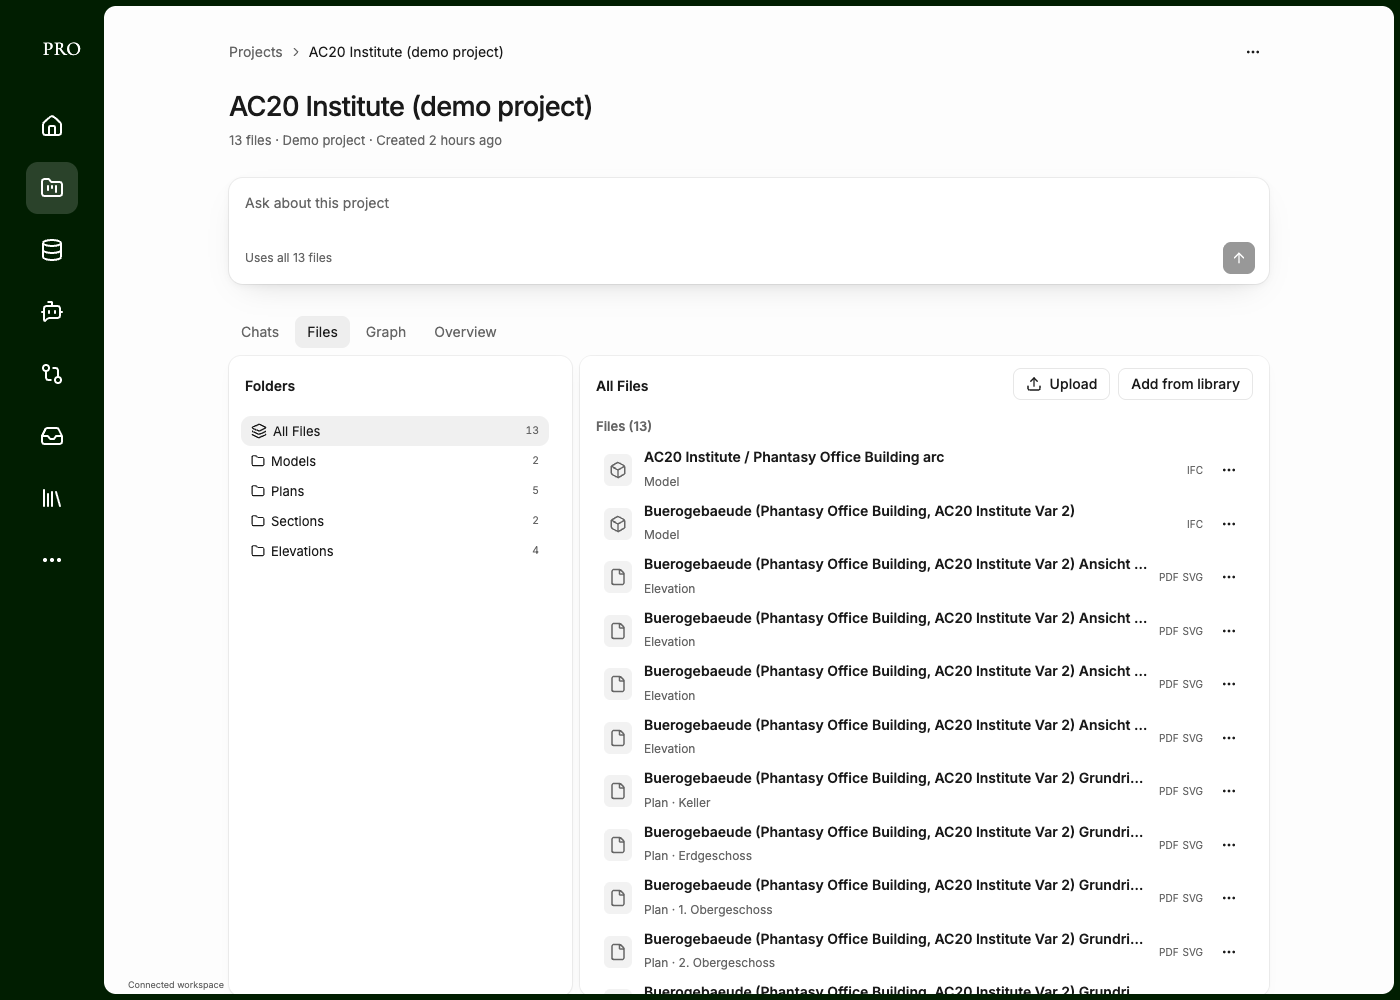 PRO
Projects > AC20 Institute (demo project)
AC20 Institute (demo project)
13 files · Demo project · Created 2 hours ago
Ask about this project
Uses all 13 files
Chats Files Graph Overview
Folders
All Files 13
Models 2
Plans 5
Sections 2
Elevations 4
All Files Upload Add from library
Files (13)
AC20 Institute / Phantasy Office Building arc
Model IFC
Buerogebaeude (Phantasy Office Building, AC20 Institute Var 2)
Model IFC
Buerogebaeude (Phantasy Office Building, AC20 Institute Var 2) Ansicht ...
Elevation PDF SVG
Buerogebaeude (Phantasy Office Building, AC20 Institute Var 2) Ansicht ...
Elevation PDF SVG
Buerogebaeude (Phantasy Office Building, AC20 Institute Var 2) Ansicht ...
Elevation PDF SVG
Buerogebaeude (Phantasy Office Building, AC20 Institute Var 2) Ansicht ...
Elevation PDF SVG
Buerogebaeude (Phantasy Office Building, AC20 Institute Var 2) Grundri...
Plan · Keller PDF SVG
Buerogebaeude (Phantasy Office Building, AC20 Institute Var 2) Grundri...
Plan · Erdgeschoss PDF SVG
Buerogebaeude (Phantasy Office Building, AC20 Institute Var 2) Grundri...
Plan · 1. Obergeschoss PDF SVG
Buerogebaeude (Phantasy Office Building, AC20 Institute Var 2) Grundri...
Plan · 2. Obergeschoss PDF SVG
Buerogebaeude (Phantasy Office Building, AC20 Institute Var 2) Grundri...
Connected workspace